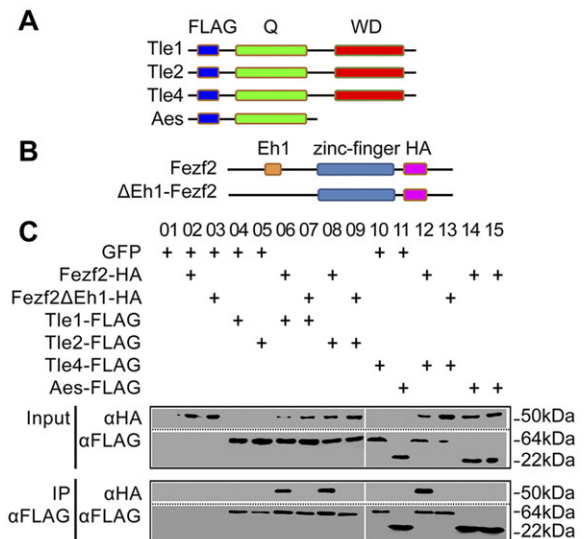 A
FLAG Q WD
Tle1
Tle2
Tle4
Aes
B
Eh1 zinc-finger HA
Fezf2
ΔEh1-Fezf2
C
01 02 03 04 05 06 07 08 09 10 11 12 13 14 15
GFP + + + + + + +
Fezf2-HA + + + + + +
Fezf2ΔEh1-HA + + + +
Tle1-FLAG + + +
Tle2-FLAG + + +
Tle4-FLAG + + +
Aes-FLAG + + +
Input αHA -50kDa
αFLAG -64kDa
-22kDa
IP αHA -50kDa
αFLAG αFLAG -64kDa
-22kDa